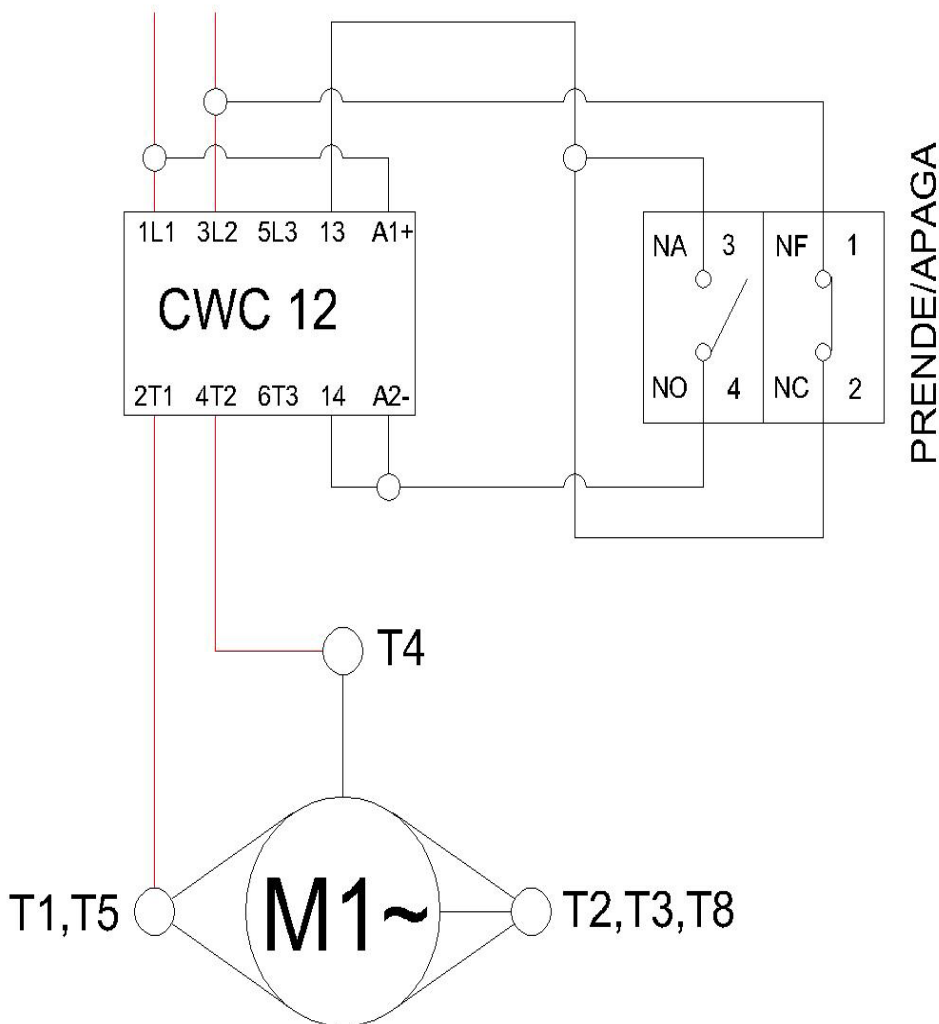 1L1 3L2 5L3 13 A1+
CWC 12
2T1 4T2 6T3 14 A2-
NA 3 NF 1
NO 4 NC 2
PRENDE/APAGA
T4
T1,T5
M1~
T2,T3,T8